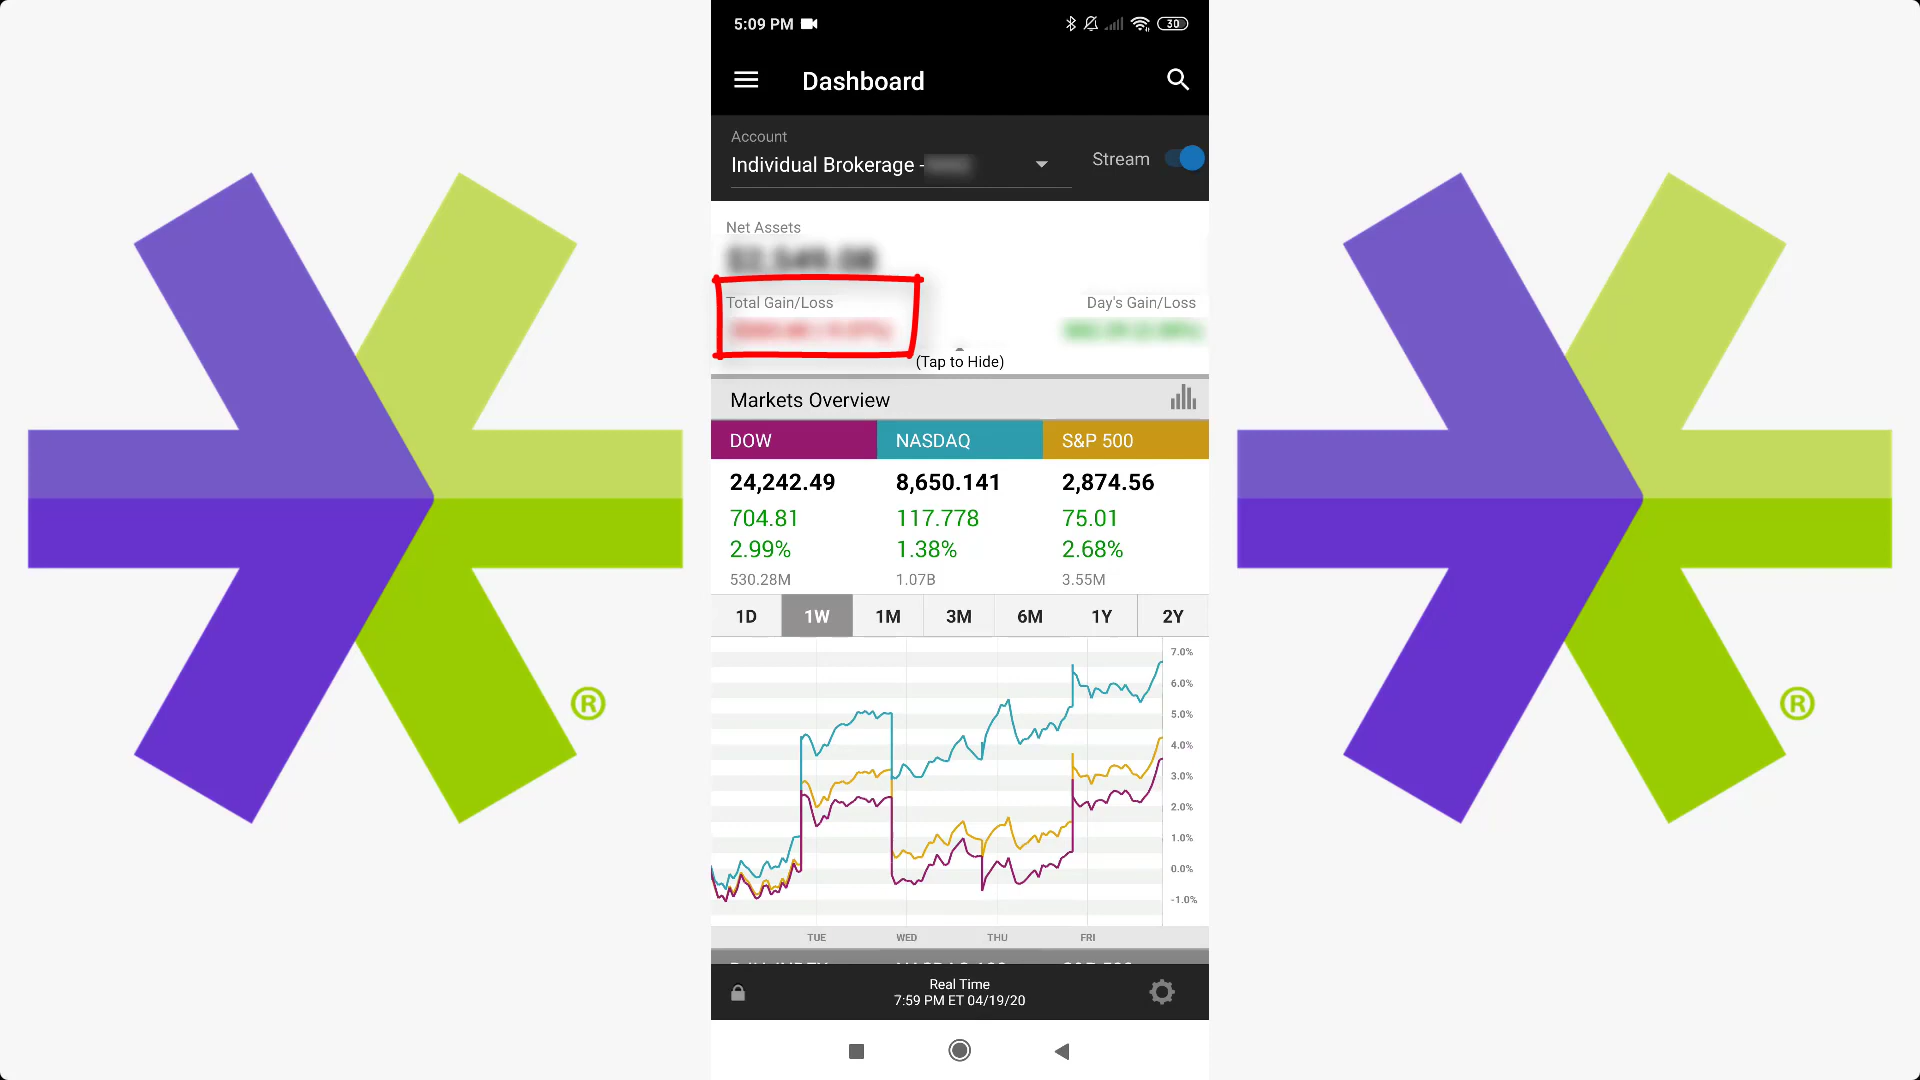 5:09 PM
30
Dashboard
Account
Individual Brokerage -
Stream
Net Assets
Total Gain/Loss
Day's Gain/Loss
(Tap to Hide)
Markets Overview
DOW NASDAQ S&P 500
24,242.49 8,650.141 2,874.56
704.81 117.778 75.01
2.99% 1.38% 2.68%
530.28M 1.07B 3.55M
1D 1W 1M 3M 6M 1Y 2Y
7.0%
6.0%
5.0%
4.0%
3.0%
2.0%
1.0%
0.0%
-1.0%
TUE WED THU FRI
Real Time
7:59 PM ET 04/19/20
®
®